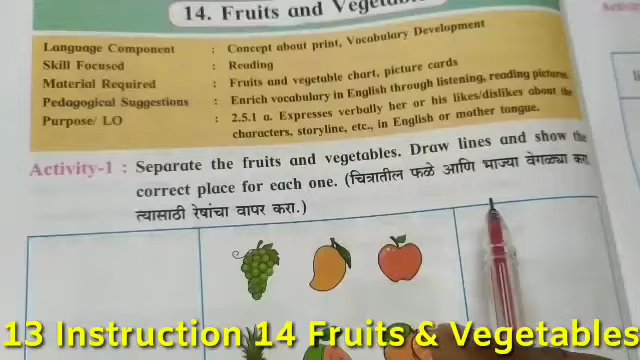 14. Fruits and Vegetables
Language Component : Concept about print, Vocabulary Development
Skill Focused : Reading
Material Required : Fruits and vegetable chart, picture cards
Pedagogical Suggestions : Enrich vocabulary in English through listening, reading pictures.
Purpose/ LO : 2.5.1 a. Expresses verbally her or his likes/dislikes about the
characters, storyline, etc., in English or mother tongue.
Activity-1 : Separate the fruits and vegetables. Draw lines and show the
correct place for each one. (चित्रातील फळे आणि भाज्या वेगळ्या करा.
त्यासाठी रेषांचा वापर करा.)
13 Instruction 14 Fruits & Vegetables